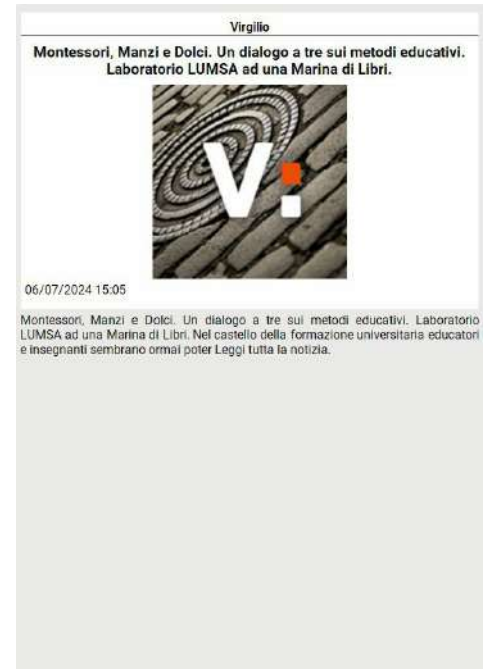 Virgilio
Montessori, Manzi e Dolci. Un dialogo a tre sui metodi educativi.
Laboratorio LUMSA ad una Marina di Libri.
V:
06/07/2024 15:05
Montessori, Manzi e Dolci. Un dialogo a tre sui metodi educativi. Laboratorio
LUMSA ad una Marina di Libri. Nel castello della formazione universitaria educatori
e insegnanti sembrano ormai poter Leggi tutta la notizia.